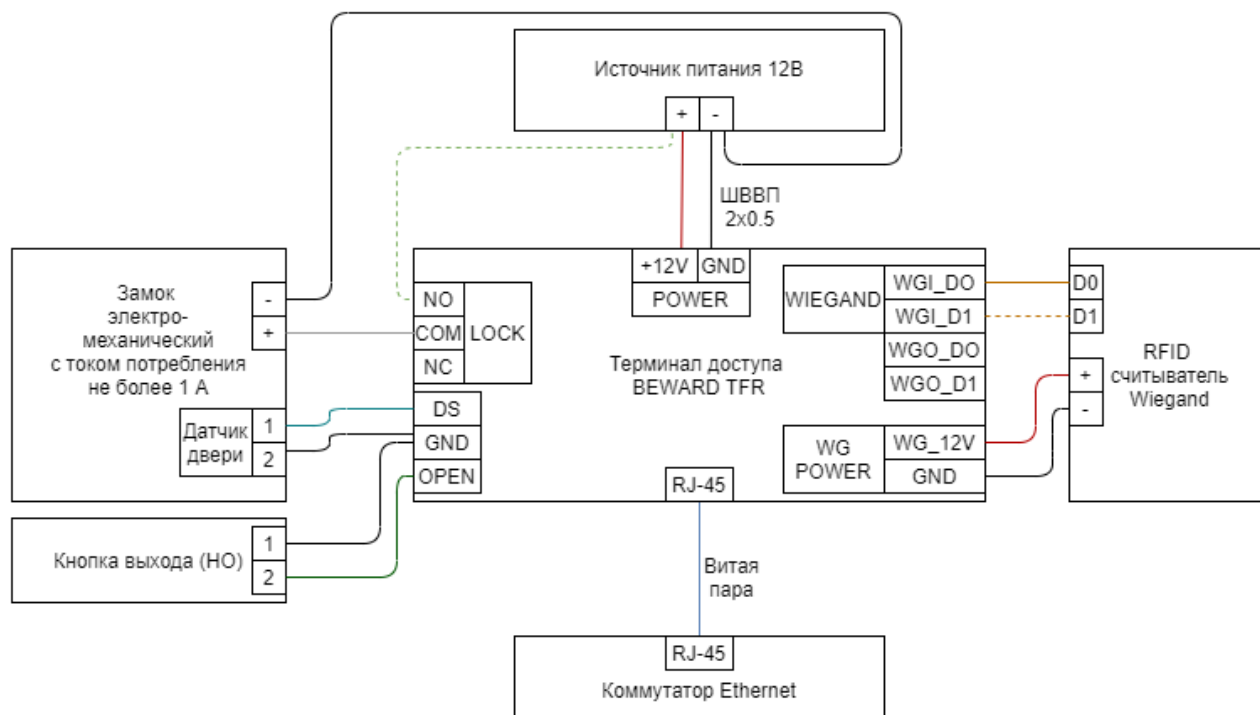 Источник питания 12В
+
-
ШВВП
2x0.5
Замок
электро-
механический
с током потребления
не более 1 А
-
+
Датчик
двери
1
2
NO
COM
NC
LOCK
DS
GND
OPEN
+12V
GND
POWER
Терминал доступа
BEWARD TFR
WIEGAND
WGI_DO
WGI_D1
WGO_DO
WGO_D1
WG
POWER
WG_12V
GND
RJ-45
D0
D1
+
-
RFID
считыватель
Wiegand
Кнопка выхода (НО)
1
2
Витая
пара
RJ-45
Коммутатор Ethernet